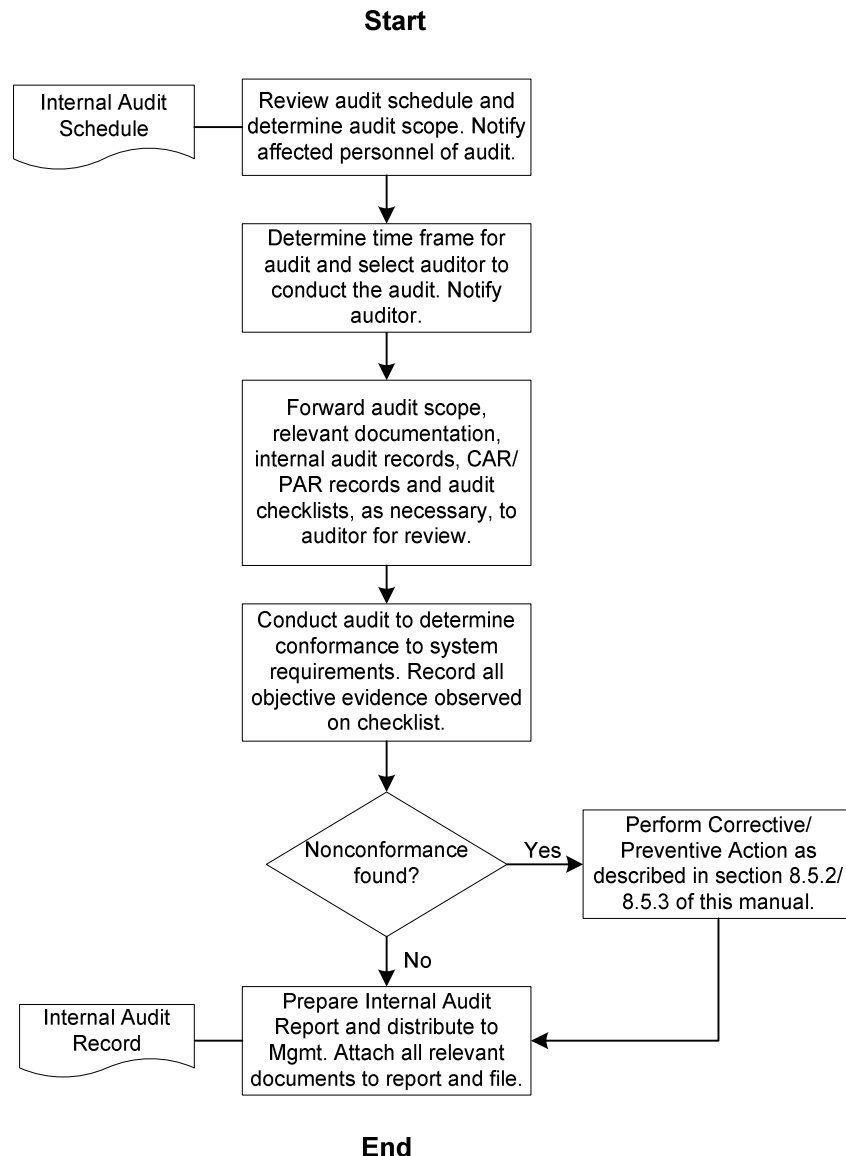 Start
Internal Audit
Schedule
Review audit schedule and
determine audit scope. Notify
affected personnel of audit.
Determine time frame for
audit and select auditor to
conduct the audit. Notify
auditor.
Forward audit scope,
relevant documentation,
internal audit records, CAR/
PAR records and audit
checklists, as necessary, to
auditor for review.
Conduct audit to determine
conformance to system
requirements. Record all
objective evidence observed
on checklist.
Nonconformance
found?
Yes
Perform Corrective/
Preventive Action as
described in section 8.5.2/
8.5.3 of this manual.
No
Internal Audit
Record
Prepare Internal Audit
Report and distribute to
Mgmt. Attach all relevant
documents to report and file.
End